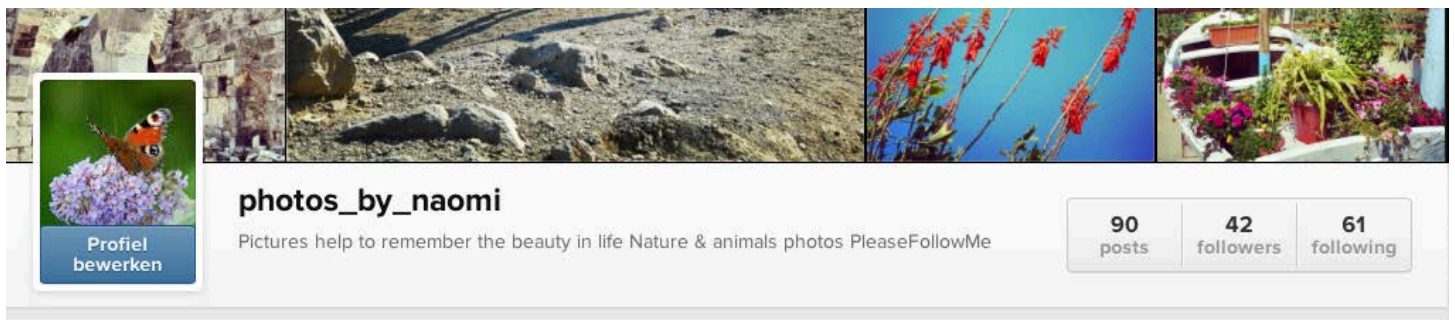 photos_by_naomi
Pictures help to remember the beauty in life Nature & animals photos PleaseFollowMe
Profiel
bewerken
90
posts
42
followers
61
following